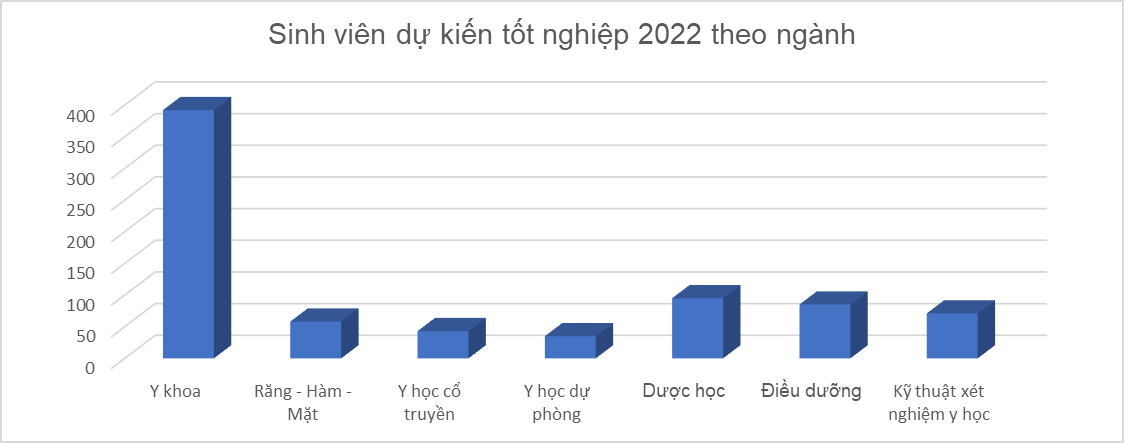 Sinh viên dự kiến tốt nghiệp 2022 theo ngành
400
350
300
250
200
150
100
50
0
Y khoa
Răng - Hàm -
Mặt
Y học cổ
truyền
Y học dự
phòng
Dược học
Điều dưỡng
Kỹ thuật xét
nghiệm y học